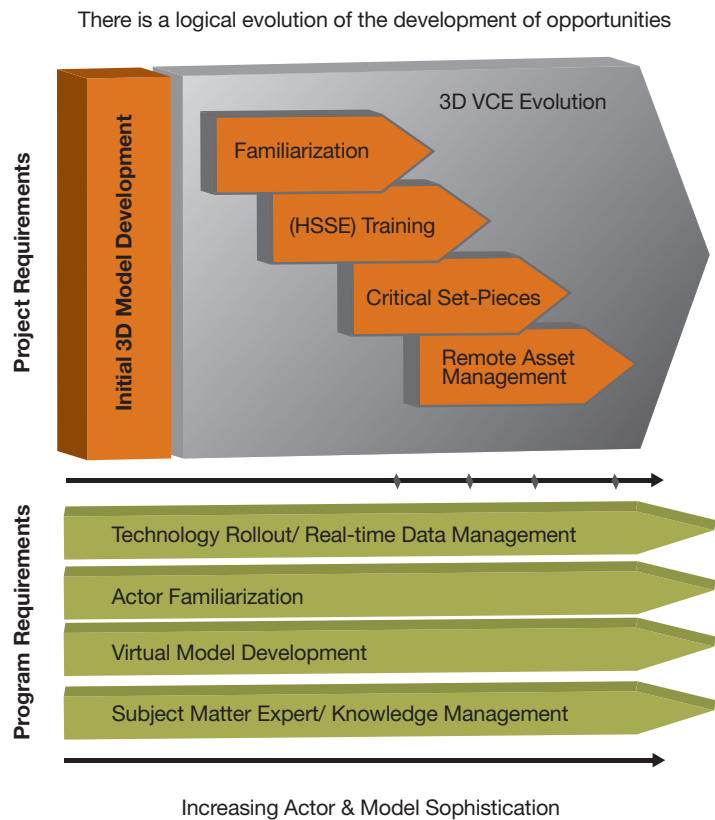 There is a logical evolution of the development of opportunities
Project Requirements
Initial 3D Model Development
3D VCE Evolution
Familiarization
(HSSE) Training
Critical Set-Pieces
Remote Asset
Management
Program Requirements
Technology Rollout/ Real-time Data Management
Actor Familiarization
Virtual Model Development
Subject Matter Expert/ Knowledge Management
Increasing Actor & Model Sophistication